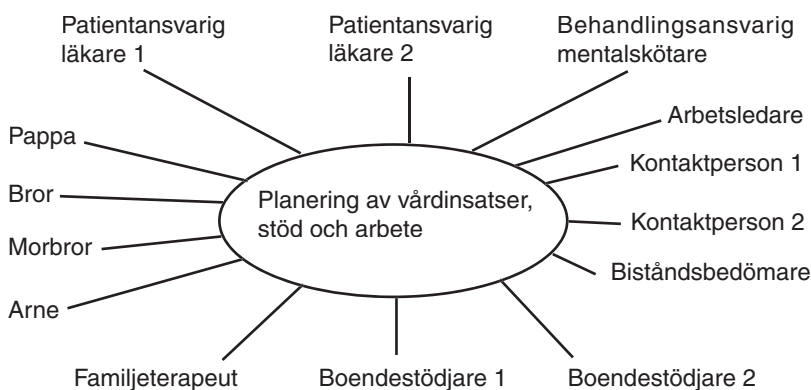 Patientansvarig
läkare 1
Patientansvarig
läkare 2
Behandlingsansvarig
mentalskötare
Arbetsledare
Pappa
Kontaktperson 1
Bror
Planering av vårdinsatser,
stöd och arbete
Kontaktperson 2
Morbror
Biståndsbedömare
Arne
Familjeterapeut
Boendestödjare 1
Boendestödjare 2